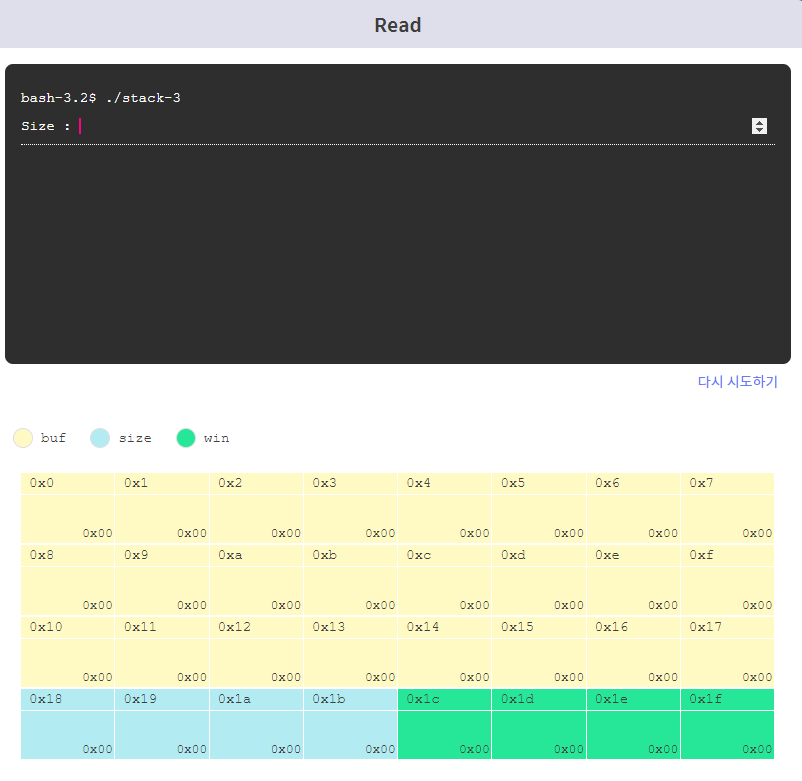 Read
bash-3.2$ ./stack-3
Size :
다시 시도하기
buf size win
0x0 0x1 0x2 0x3 0x4 0x5 0x6 0x7
0x00 0x00 0x00 0x00 0x00 0x00 0x00 0x00
0x8 0x9 0xa 0xb 0xc 0xd 0xe 0xf
0x00 0x00 0x00 0x00 0x00 0x00 0x00 0x00
0x10 0x11 0x12 0x13 0x14 0x15 0x16 0x17
0x00 0x00 0x00 0x00 0x00 0x00 0x00 0x00
0x18 0x19 0x1a 0x1b 0x1c 0x1d 0x1e 0x1f
0x00 0x00 0x00 0x00 0x00 0x00 0x00 0x00